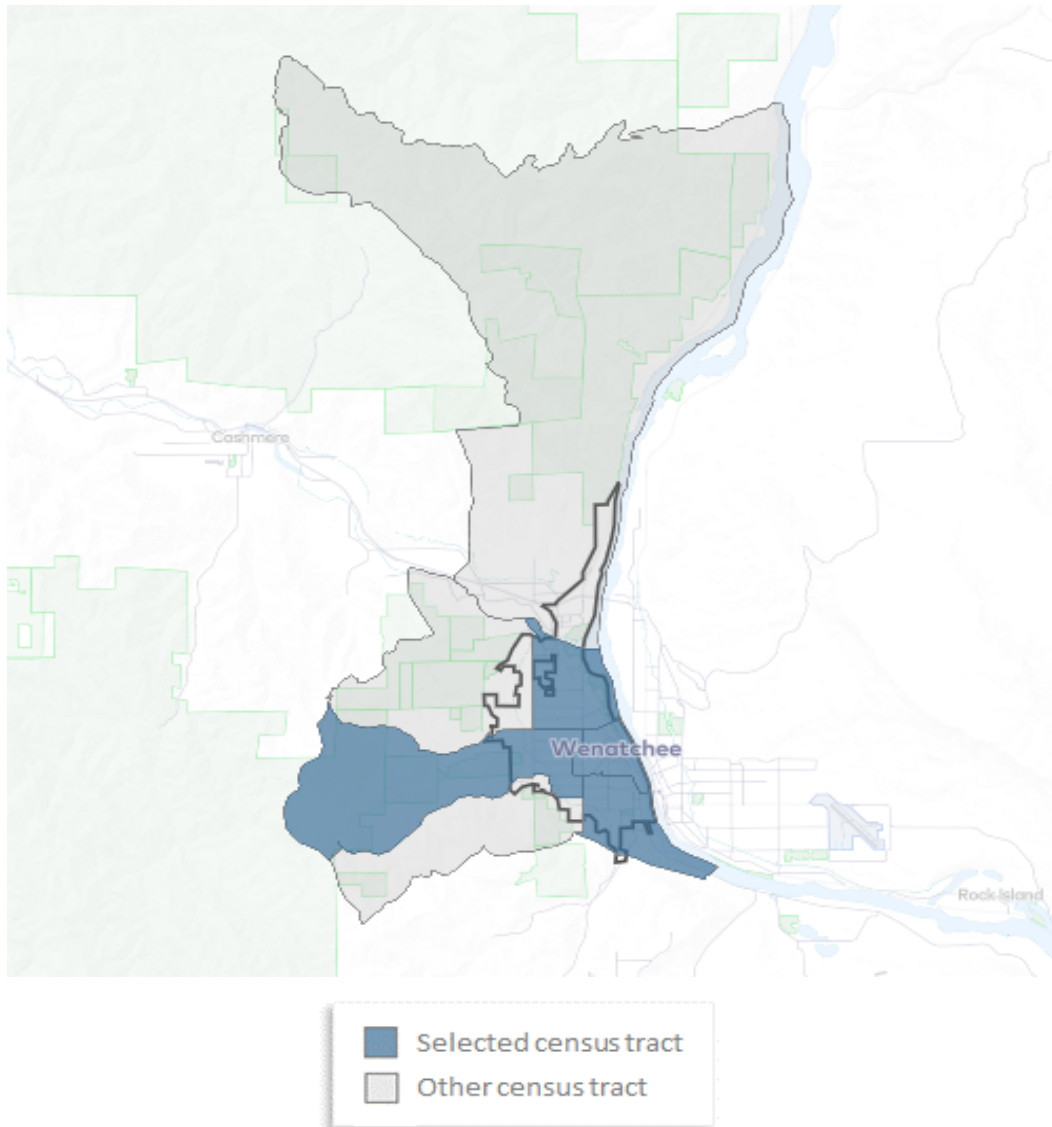 Cashmere
Wenatchee
Rock Island
Selected census tract
Other census tract